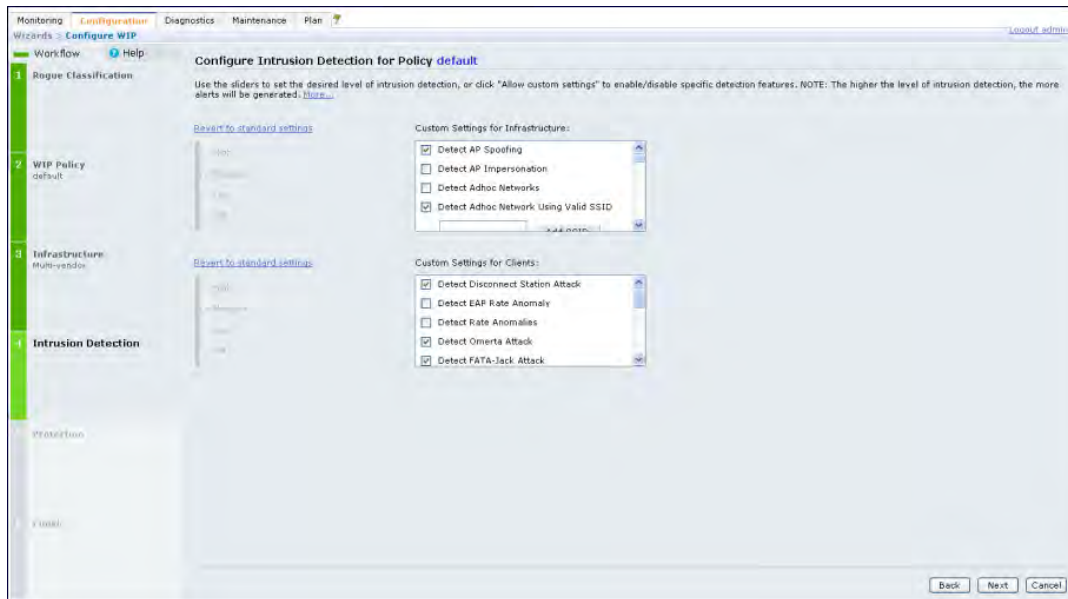 Monitoring Configuration Diagnostics Maintenance Plan ?
Wizards > Configure WIP
Logout admin
Workflow ? Help
1 Rogue Classification
2 WIP Policy
default
3 Infrastructure
Multi-vendor
4 Intrusion Detection
Protection
Configure Intrusion Detection for Policy default
Use the sliders to set the desired level of intrusion detection, or click "Allow custom settings" to enable/disable specific detection features. NOTE: The higher the level of intrusion detection, the more
alerts will be generated. More...
Revert to standard settings
Custom Settings for Infrastructure:
Detect AP Spoofing
Detect AP Impersonation
Detect Adhoc Networks
Detect Adhoc Network Using Valid SSID
Add SSID
Revert to standard settings
Custom Settings for Clients:
Detect Disconnect Station Attack
Detect EAP Rate Anomaly
Detect Rate Anomalies
Detect Omerta Attack
Detect FATA-Jack Attack
Back Next Cancel